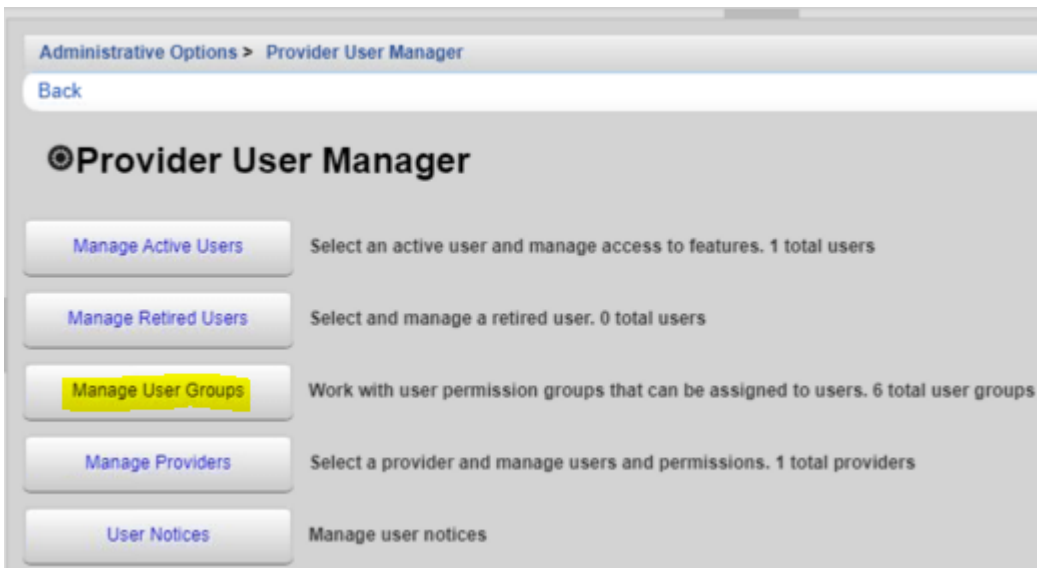 Administrative Options > Provider User Manager
Back
Provider User Manager
Manage Active Users Select an active user and manage access to features. 1 total users
Manage Retired Users Select and manage a retired user. 0 total users
Manage User Groups Work with user permission groups that can be assigned to users. 6 total user groups
Manage Providers Select a provider and manage users and permissions. 1 total providers
User Notices Manage user notices